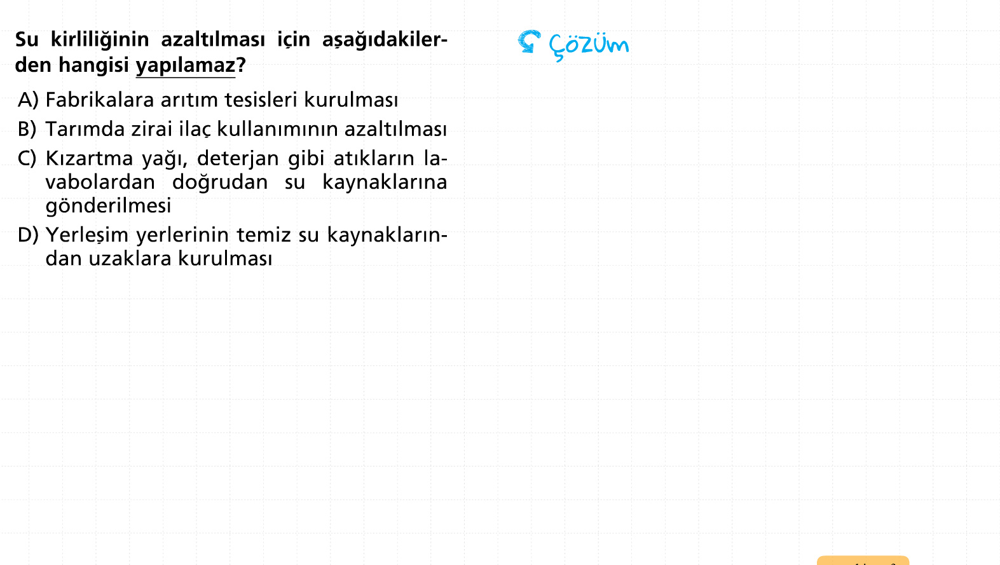 Su kirliliğinin azaltılması için aşağıdakiler-
den hangisi yapılamaz?
A) Fabrikalara arıtım tesisleri kurulması
B) Tarımda zirai ilaç kullanımının azaltılması
C) Kızartma yağı, deterjan gibi atıkların la-
vabolardan doğrudan su kaynaklarına
gönderilmesi
D) Yerleşim yerlerinin temiz su kaynakların-
dan uzaklara kurulması
Çözüm